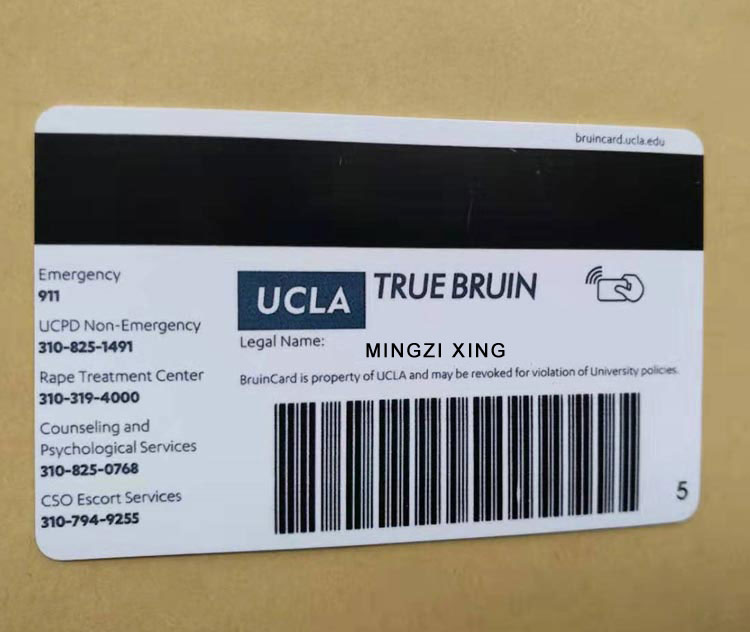 bruincard.ucla.edu
Emergency
911
UCPD Non-Emergency
310-825-1491
Rape Treatment Center
310-319-4000
Counseling and
Psychological Services
310-825-0768
CSO Escort Services
310-794-9255
UCLA TRUE BRUIN
Legal Name:
MINGZI XING
BruinCard is property of UCLA and may be revoked for violation of University policies.
5